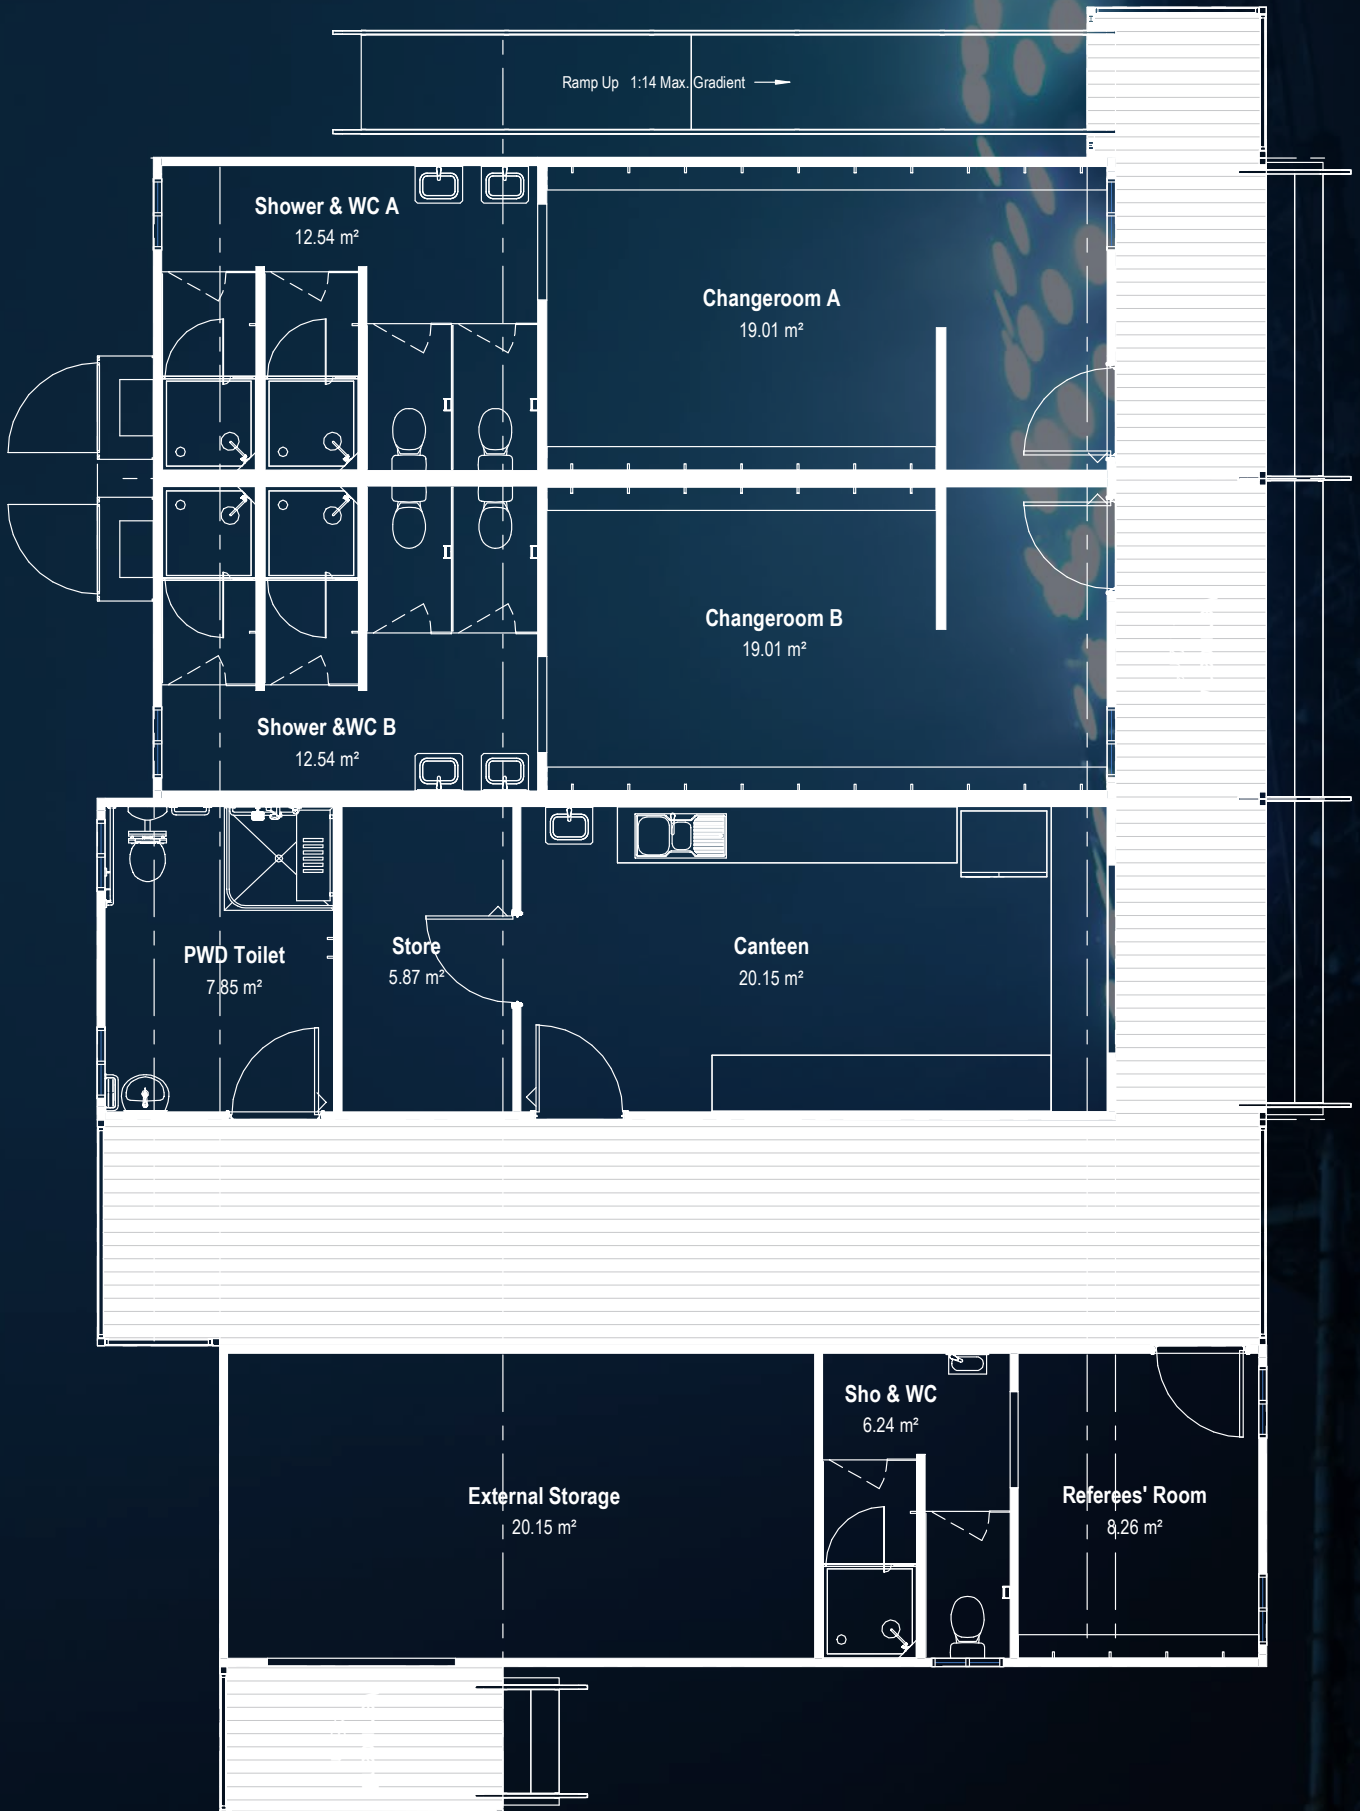 Ramp Up 1:14 Max. Gradient
Shower & WC A
12.54 m²
Changeroom A
19.01 m²
Changeroom B
19.01 m²
Shower &WC B
12.54 m²
PWD Toilet
7.85 m²
Store
5.87 m²
Canteen
20.15 m²
Sho & WC
6.24 m²
External Storage
20.15 m²
Referees' Room
8.26 m²